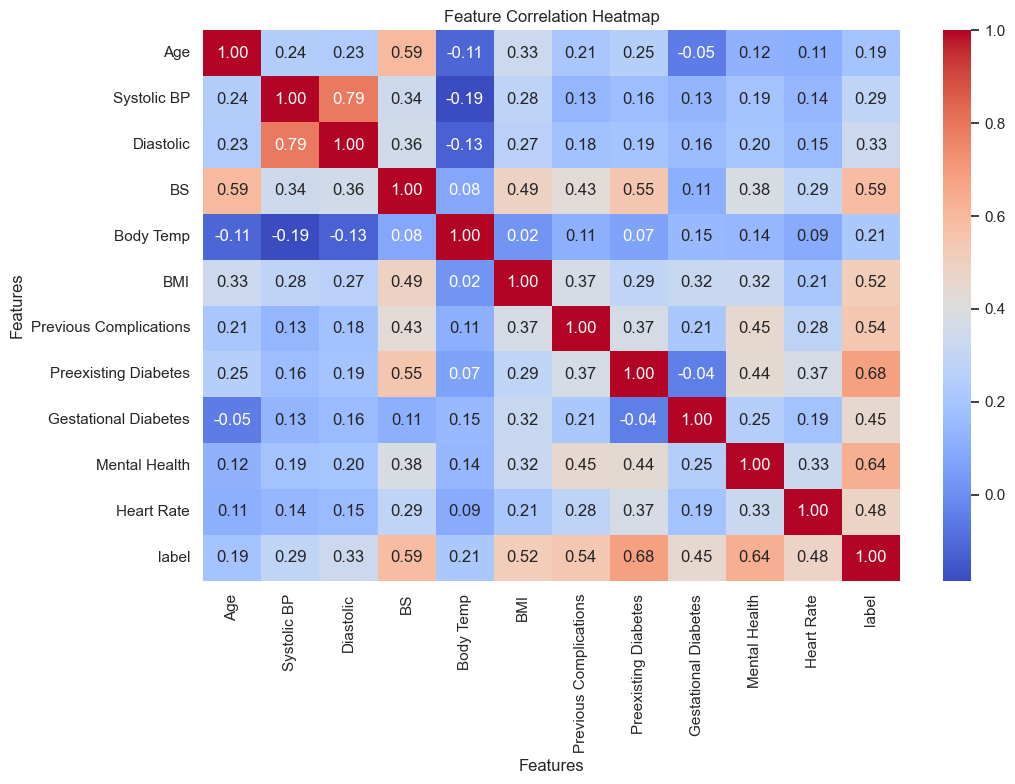 Feature Correlation Heatmap
Age 1.00 0.24 0.23 0.59 -0.11 0.33 0.21 0.25 -0.05 0.12 0.11 0.19
Systolic BP 0.24 1.00 0.79 0.34 -0.19 0.28 0.13 0.16 0.13 0.19 0.14 0.29
Diastolic 0.23 0.79 1.00 0.36 -0.13 0.27 0.18 0.19 0.16 0.20 0.15 0.33
BS 0.59 0.34 0.36 1.00 0.08 0.49 0.43 0.55 0.11 0.38 0.29 0.59
Body Temp -0.11 -0.19 -0.13 0.08 1.00 0.02 0.11 0.07 0.15 0.14 0.09 0.21
BMI 0.33 0.28 0.27 0.49 0.02 1.00 0.37 0.29 0.32 0.32 0.21 0.52
Previous Complications 0.21 0.13 0.18 0.43 0.11 0.37 1.00 0.37 0.21 0.45 0.28 0.54
Preexisting Diabetes 0.25 0.16 0.19 0.55 0.07 0.29 0.37 1.00 -0.04 0.44 0.37 0.68
Gestational Diabetes -0.05 0.13 0.16 0.11 0.15 0.32 0.21 -0.04 1.00 0.25 0.19 0.45
Mental Health 0.12 0.19 0.20 0.38 0.14 0.32 0.45 0.44 0.25 1.00 0.33 0.64
Heart Rate 0.11 0.14 0.15 0.29 0.09 0.21 0.28 0.37 0.19 0.33 1.00 0.48
label 0.19 0.29 0.33 0.59 0.21 0.52 0.54 0.68 0.45 0.64 0.48 1.00
Features
Age
Systolic BP
Diastolic
BS
Body Temp
BMI
Previous Complications
Preexisting Diabetes
Gestational Diabetes
Mental Health
Heart Rate
label
Features
1.0
0.8
0.6
0.4
0.2
0.0